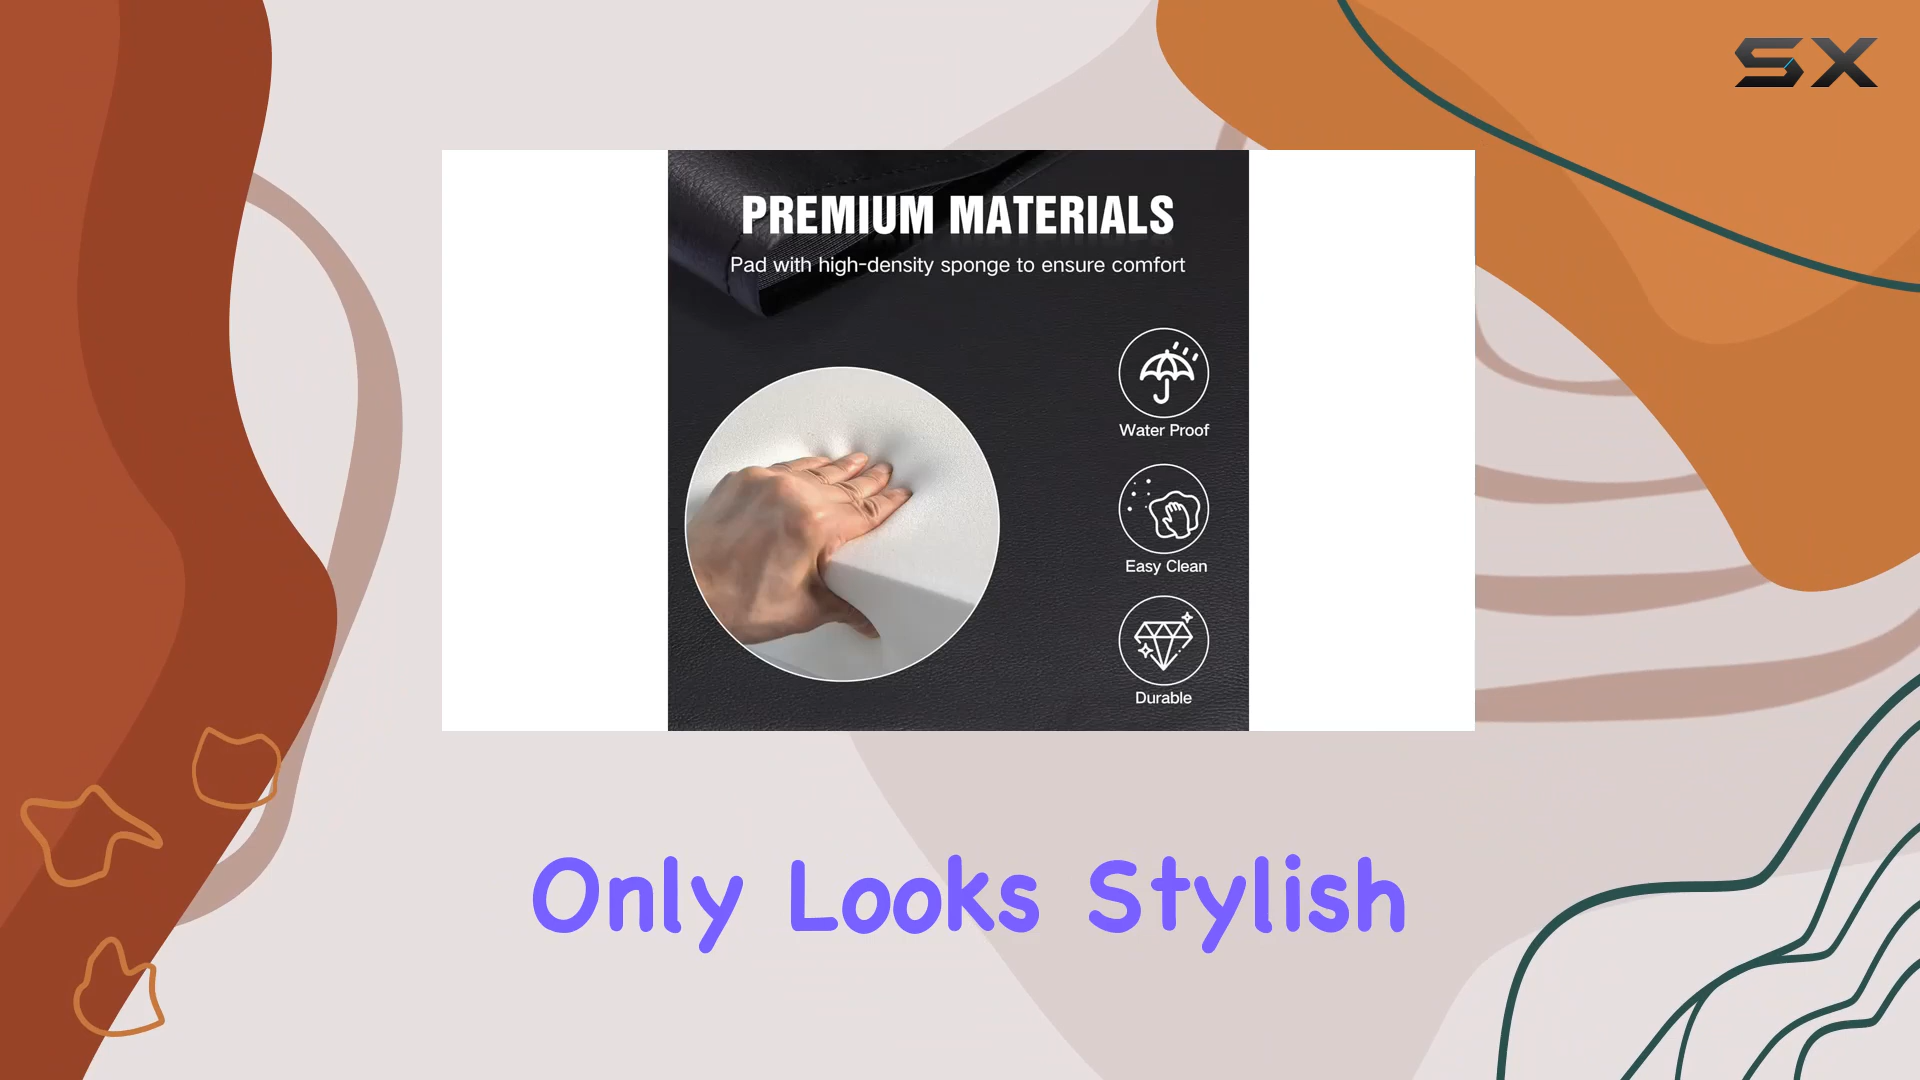 SX
PREMIUM MATERIALS
Pad with high-density sponge to ensure comfort
Water Proof
Easy Clean
Durable
Only Looks Stylish